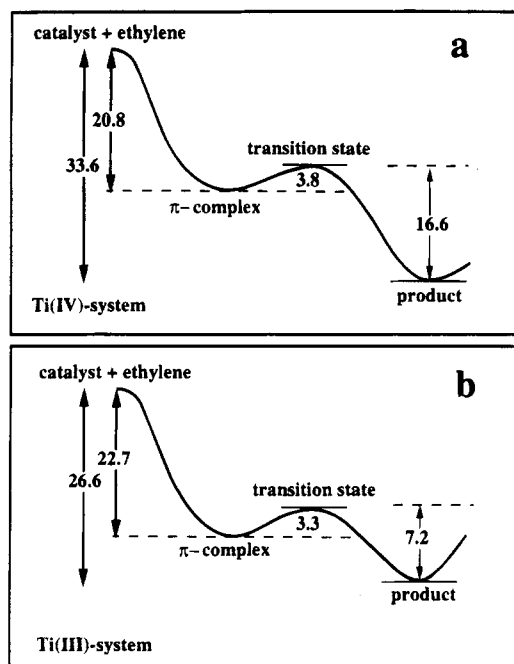 catalyst + ethylene
a
20.8
33.6
transition state
3.8
π– complex
16.6
product
Ti(IV)-system
catalyst + ethylene
b
22.7
26.6
transition state
3.3
π– complex
7.2
product
Ti(III)-system